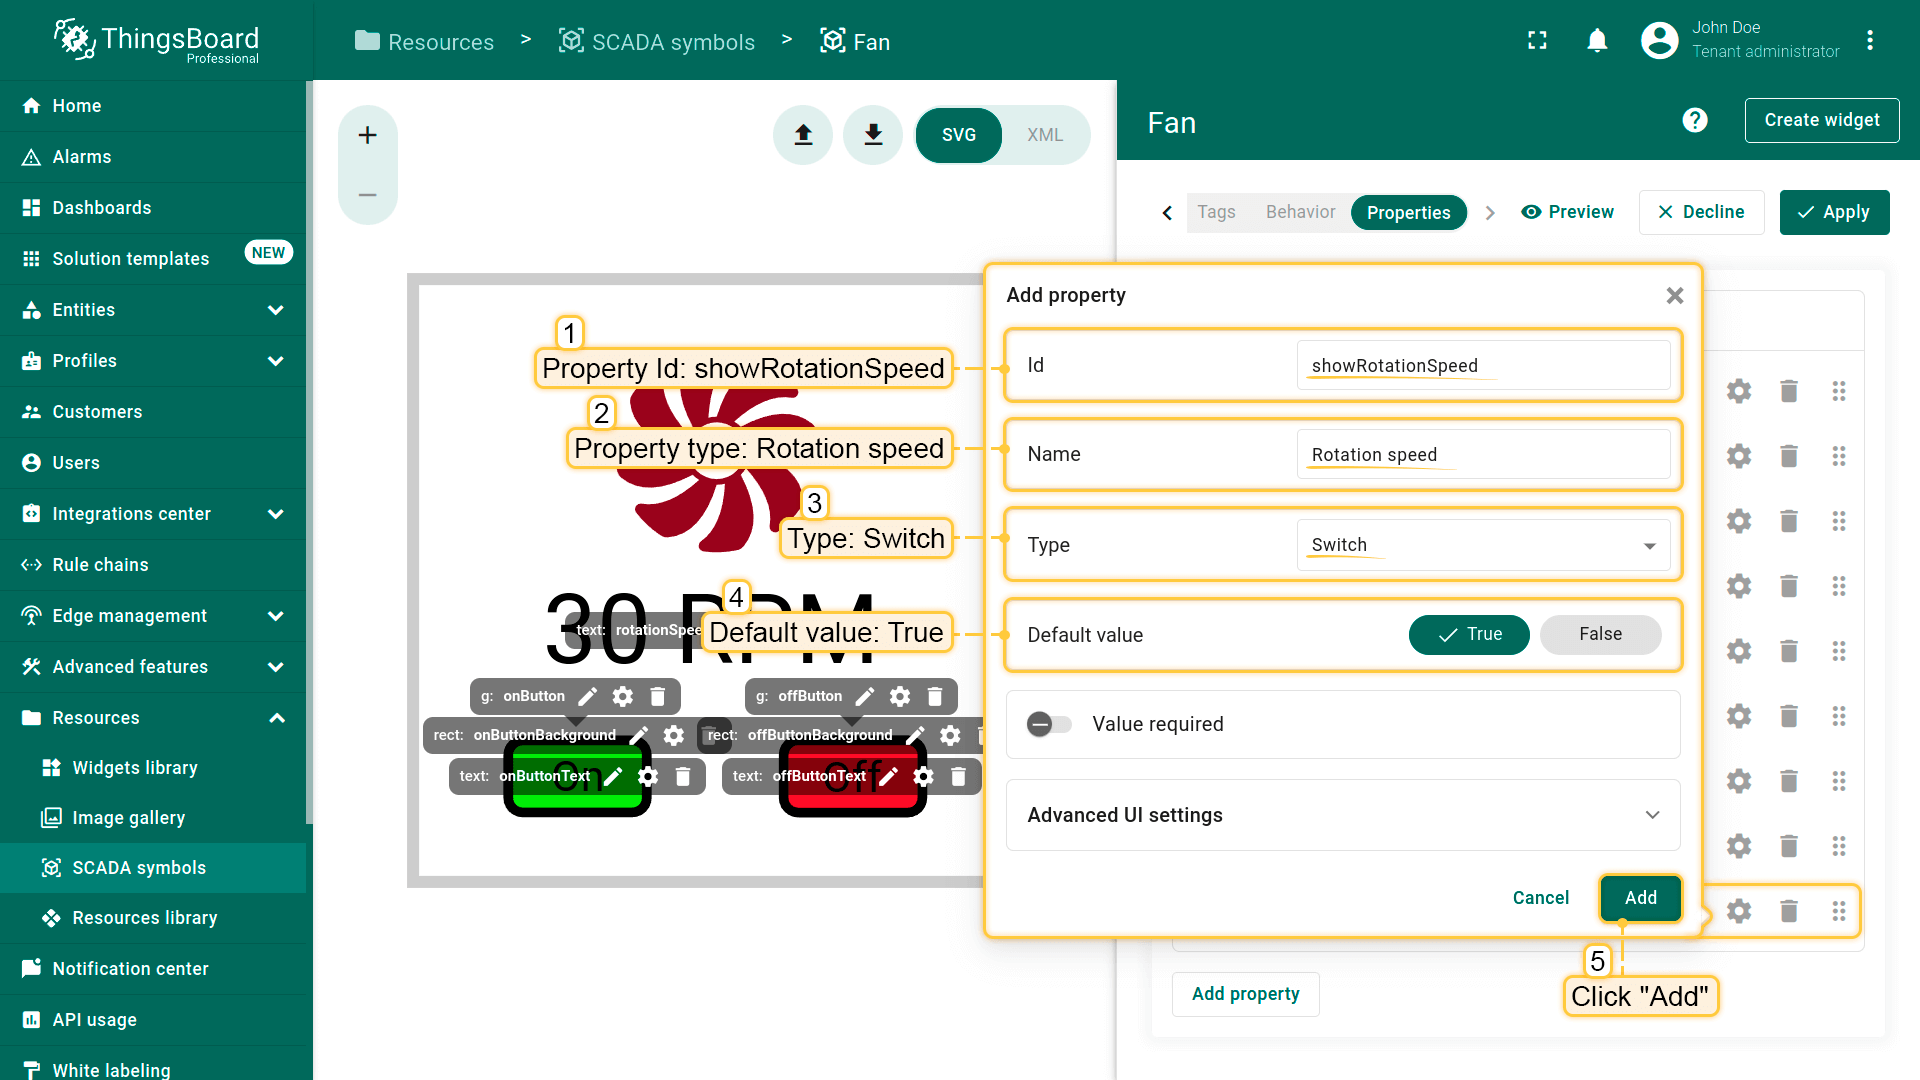 ThingsBoard
Professional
Resources > SCADA symbols > Fan
John Doe
Tenant administrator
Home
Alarms
Dashboards
Solution templates NEW
Entities
Profiles
Customers
Users
Integrations center
Rule chains
Edge management
Advanced features
Resources
Widgets library
Image gallery
SCADA symbols
Resources library
Notification center
API usage
White labeling
SVG XML
Fan
Create widget
Tags Behavior Properties
Preview
Decline
Apply
1
Property Id: showRotationSpeed
2
Property type: Rotation speed
3
Type: Switch
30 RPM
text: rotationSpee
4
Default value: True
g: onButton
g: offButton
rect: onButtonBackground
rect: offButtonBackground
text: onButtonText
text: offButtonText
On
Off
Add property
Id showRotationSpeed
Name Rotation speed
Type Switch
Default value True False
Value required
Advanced UI settings
Cancel Add
5
Click "Add"
Add property